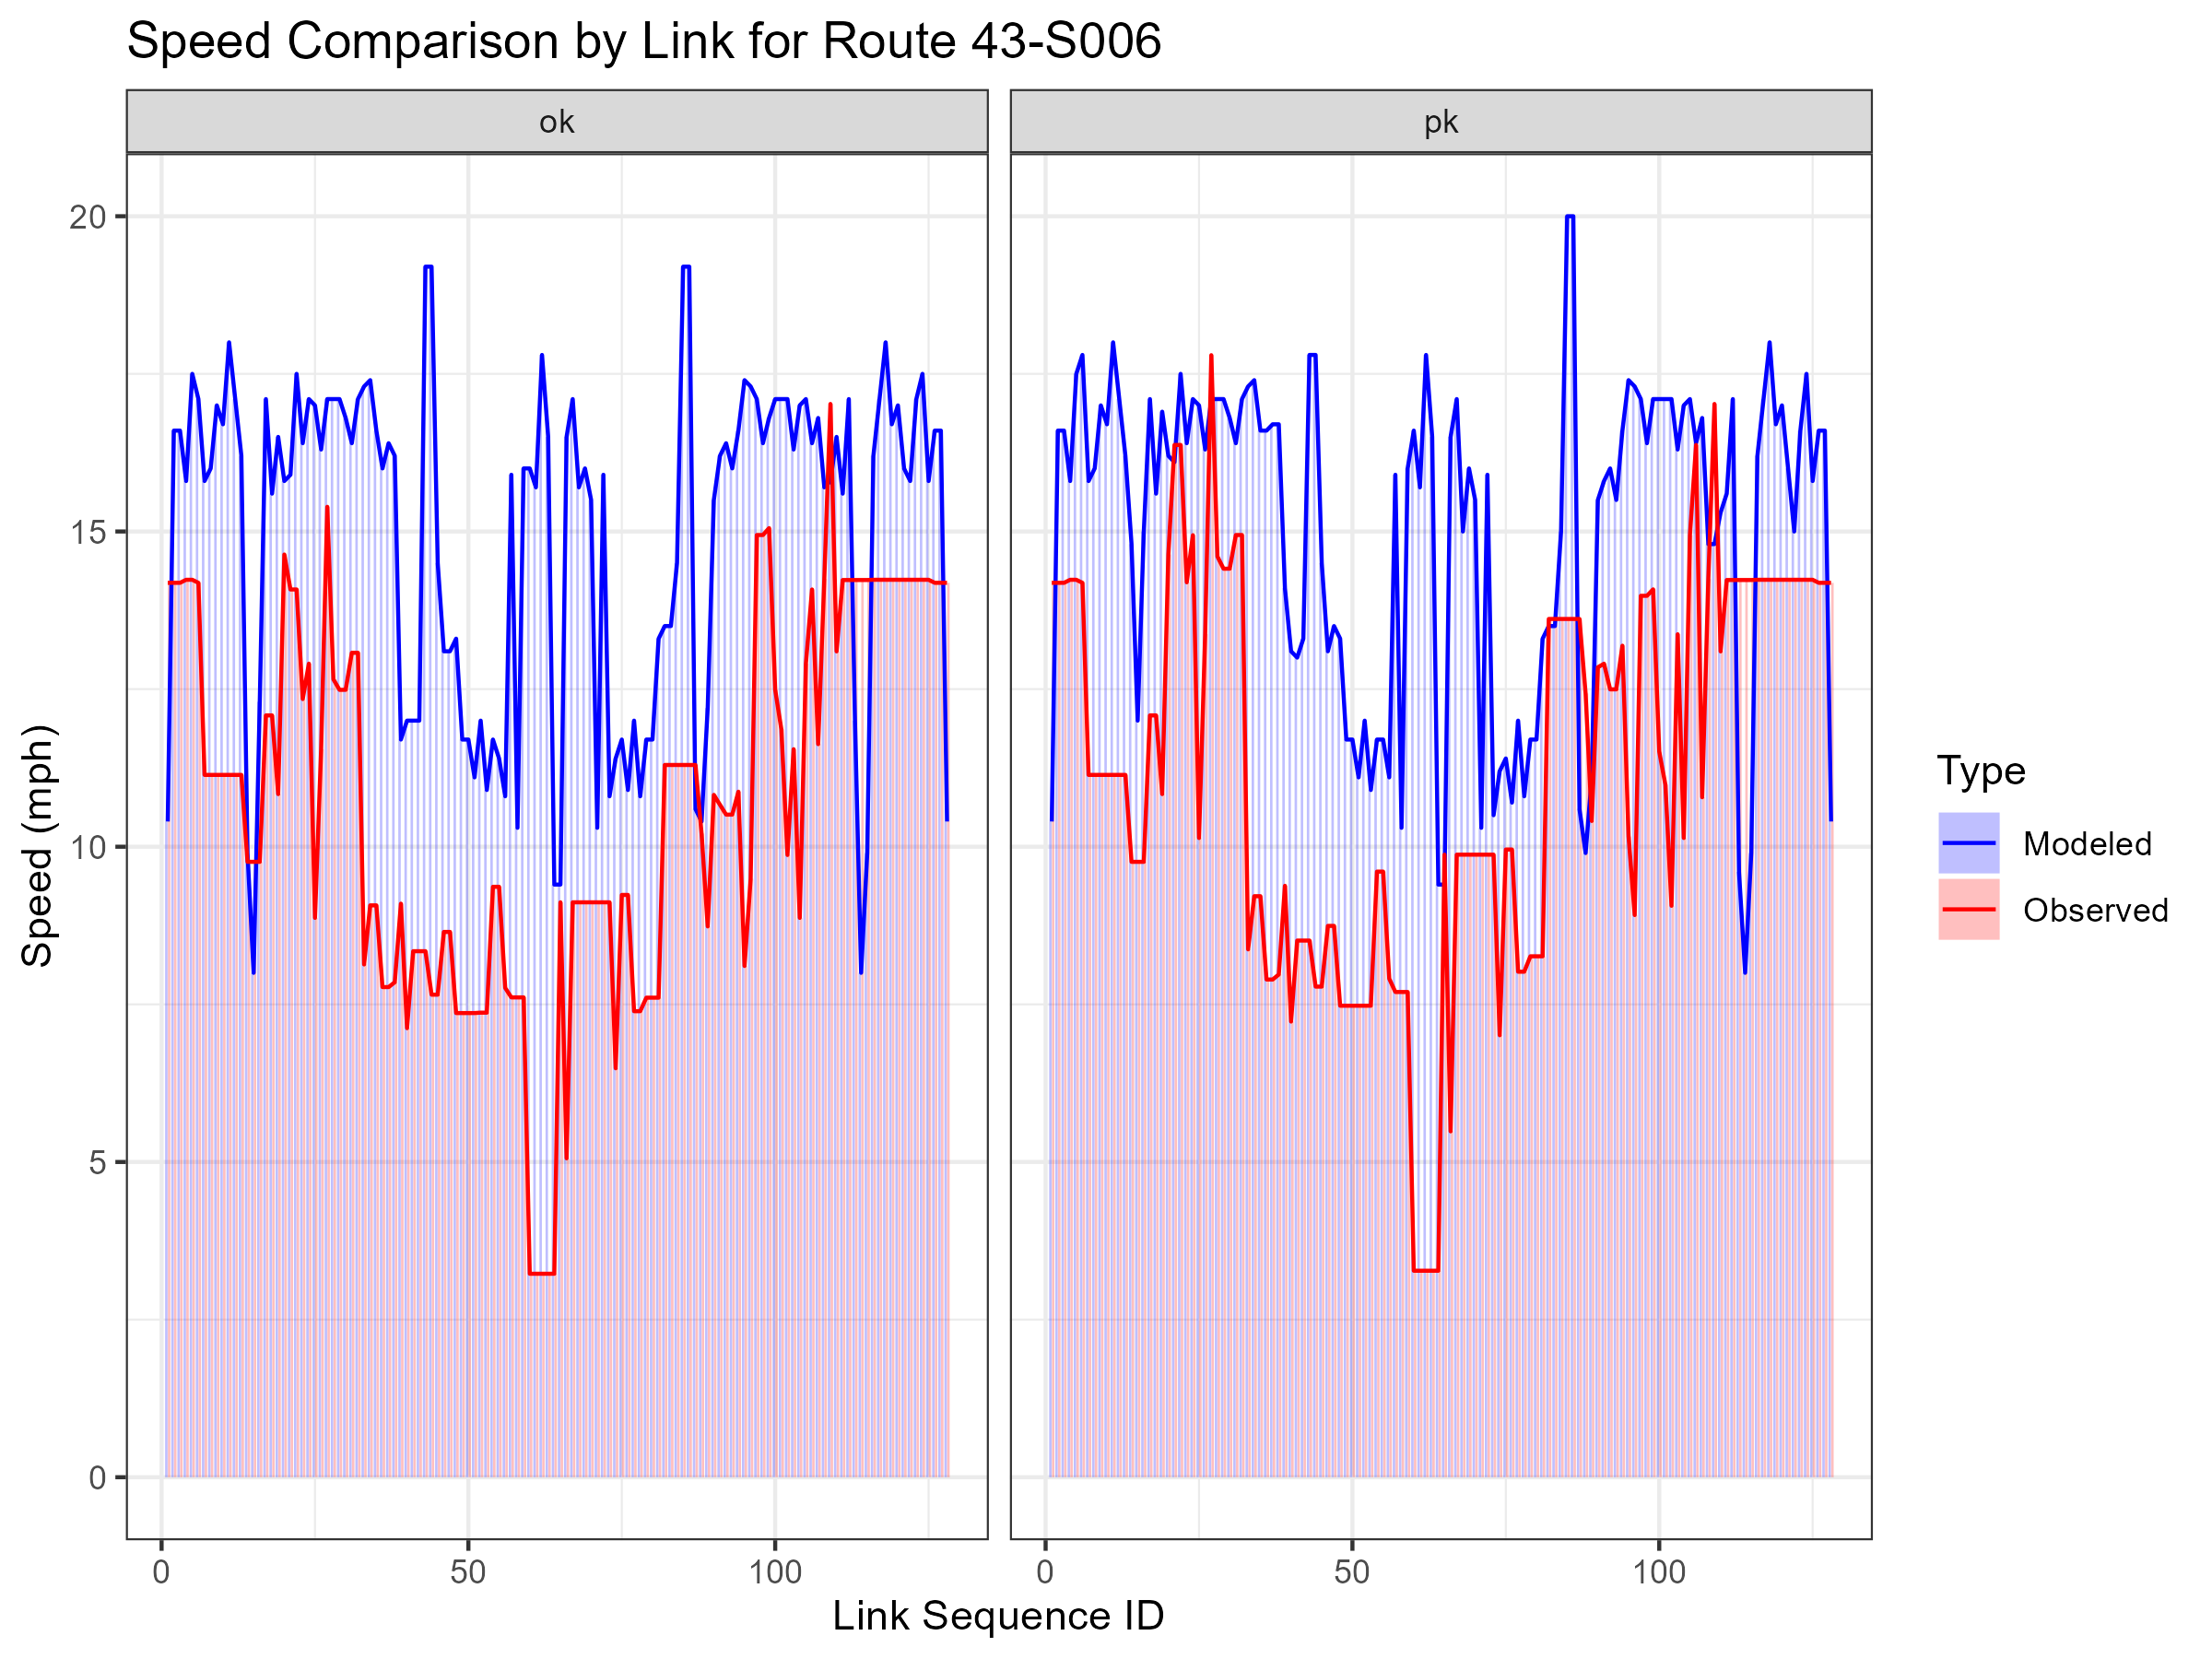 Speed Comparison by Link for Route 43-S006
ok
pk
20
15
10
5
0
Speed (mph)
0 50 100
0 50 100
Link Sequence ID
Type
Modeled
Observed